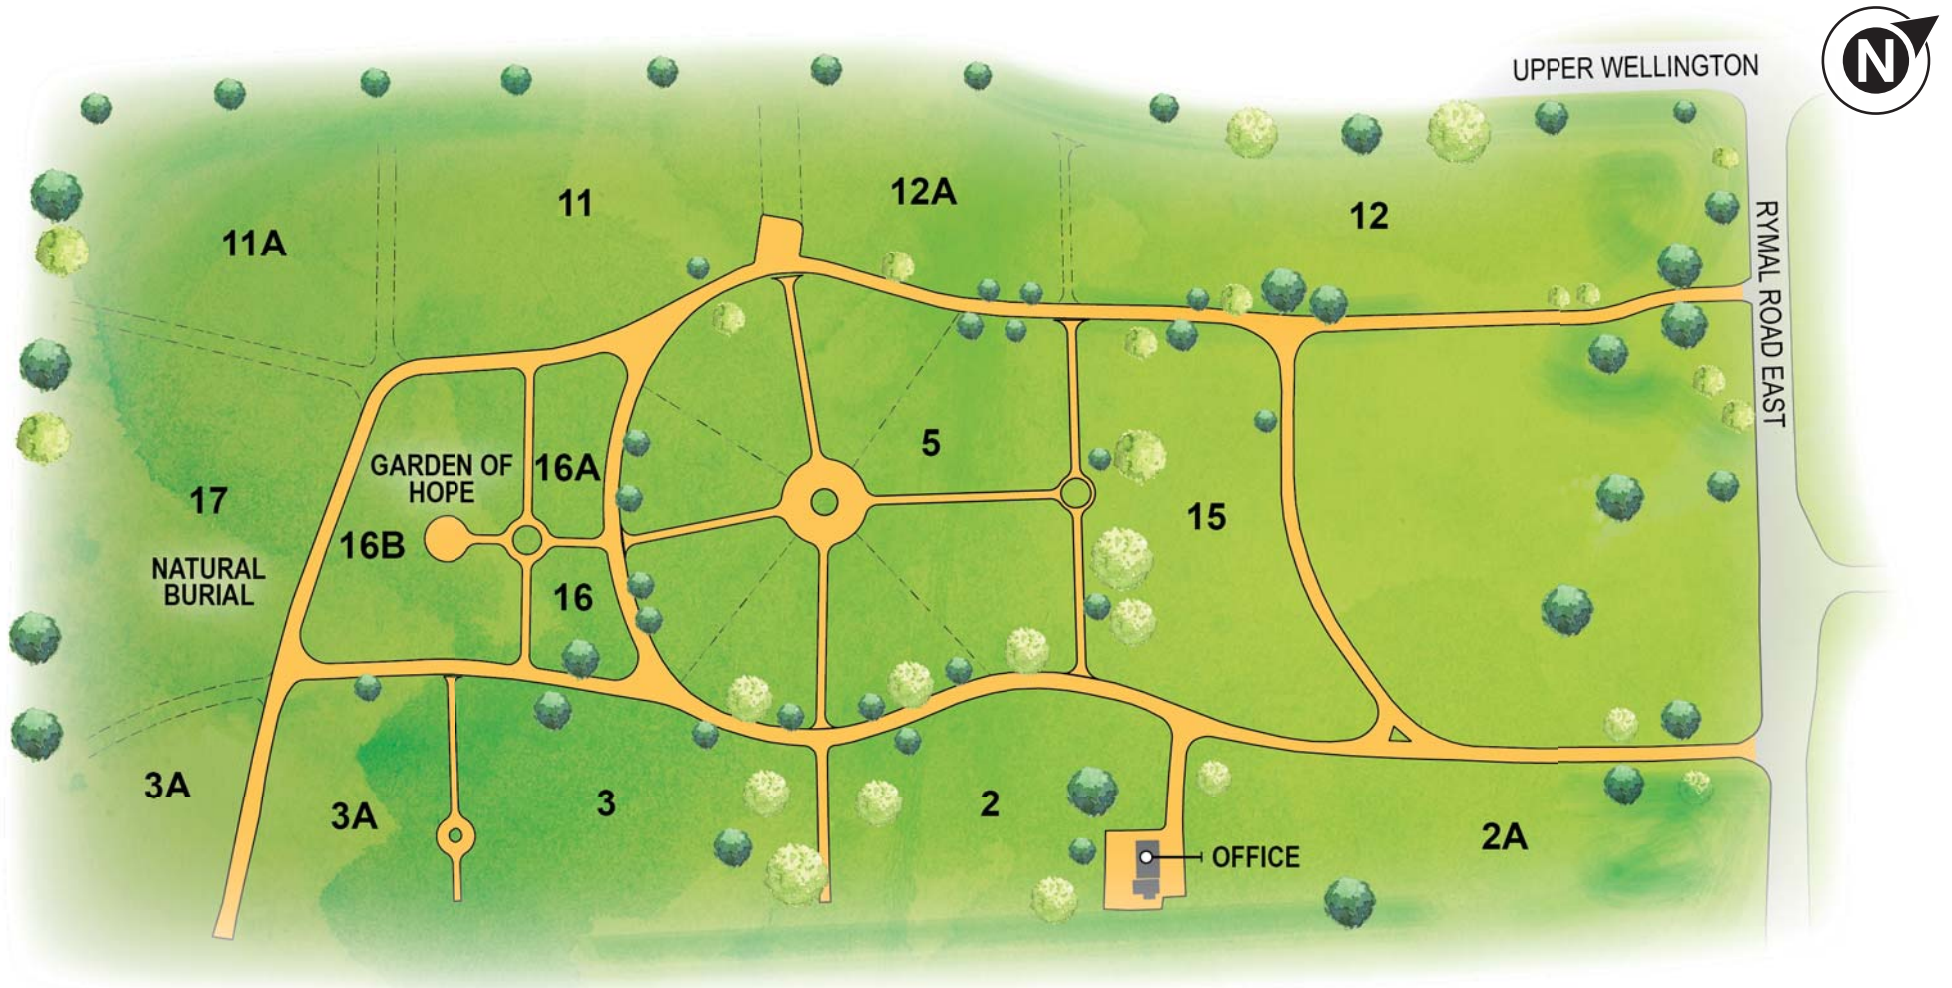 N
UPPER WELLINGTON
RYMAL ROAD EAST
11A
11
12A
12
17
NATURAL
BURIAL
GARDEN OF
HOPE
16A
16B
16
5
15
3A
3A
3
2
OFFICE
2A